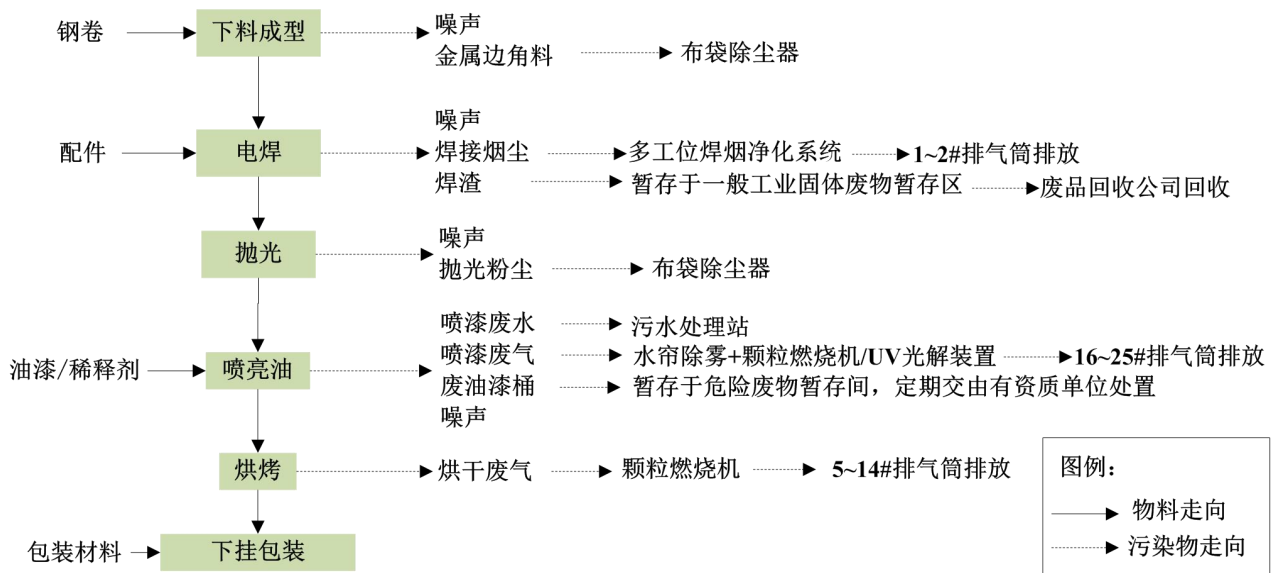 钢卷 下料成型 噪声
金属边角料 布袋除尘器
配件 电焊 噪声
焊接烟尘 多工位焊烟净化系统 1~2#排气筒排放
焊渣 暂存于一般工业固体废物暂存区 废品回收公司回收
抛光 噪声
抛光粉尘 布袋除尘器
油漆/稀释剂 喷亮油 喷漆废水 污水处理站
喷漆废气 水帘除雾+颗粒燃烧机/UV光解装置 16~25#排气筒排放
废油漆桶 暂存于危险废物暂存间，定期交由有资质单位处置
噪声
烘烤 烘干废气 颗粒燃烧机 5~14#排气筒排放
包装材料 下挂包装
图例：
物料走向
污染物走向